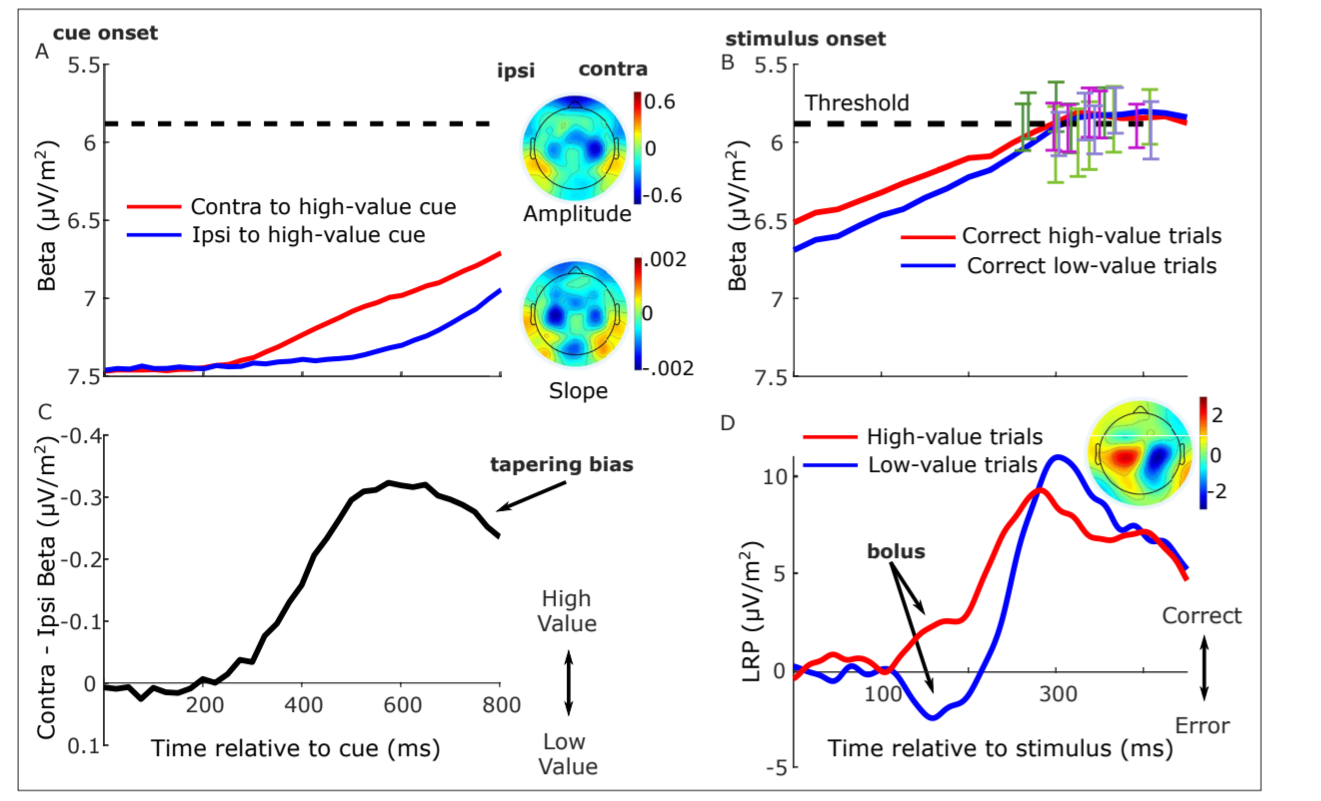 cue onset
A
5.5
6
6.5
7
7.5
Beta (μV/m²)
Contra to high-value cue
Ipsi to high-value cue
ipsi
contra
0.6
0
-0.6
Amplitude
.002
0
-.002
Slope
stimulus onset
B
5.5
6
6.5
7
7.5
Beta (μV/m²)
Threshold
Correct high-value trials
Correct low-value trials
C
-0.4
-0.3
-0.2
-0.1
0
0.1
Contra - Ipsi Beta (μV/m²)
tapering bias
High
Value
Low
Value
200
400
600
800
Time relative to cue (ms)
D
High-value trials
Low-value trials
2
0
-2
10
5
0
-5
LRP (μV/m²)
bolus
100
300
Correct
Error
Time relative to stimulus (ms)